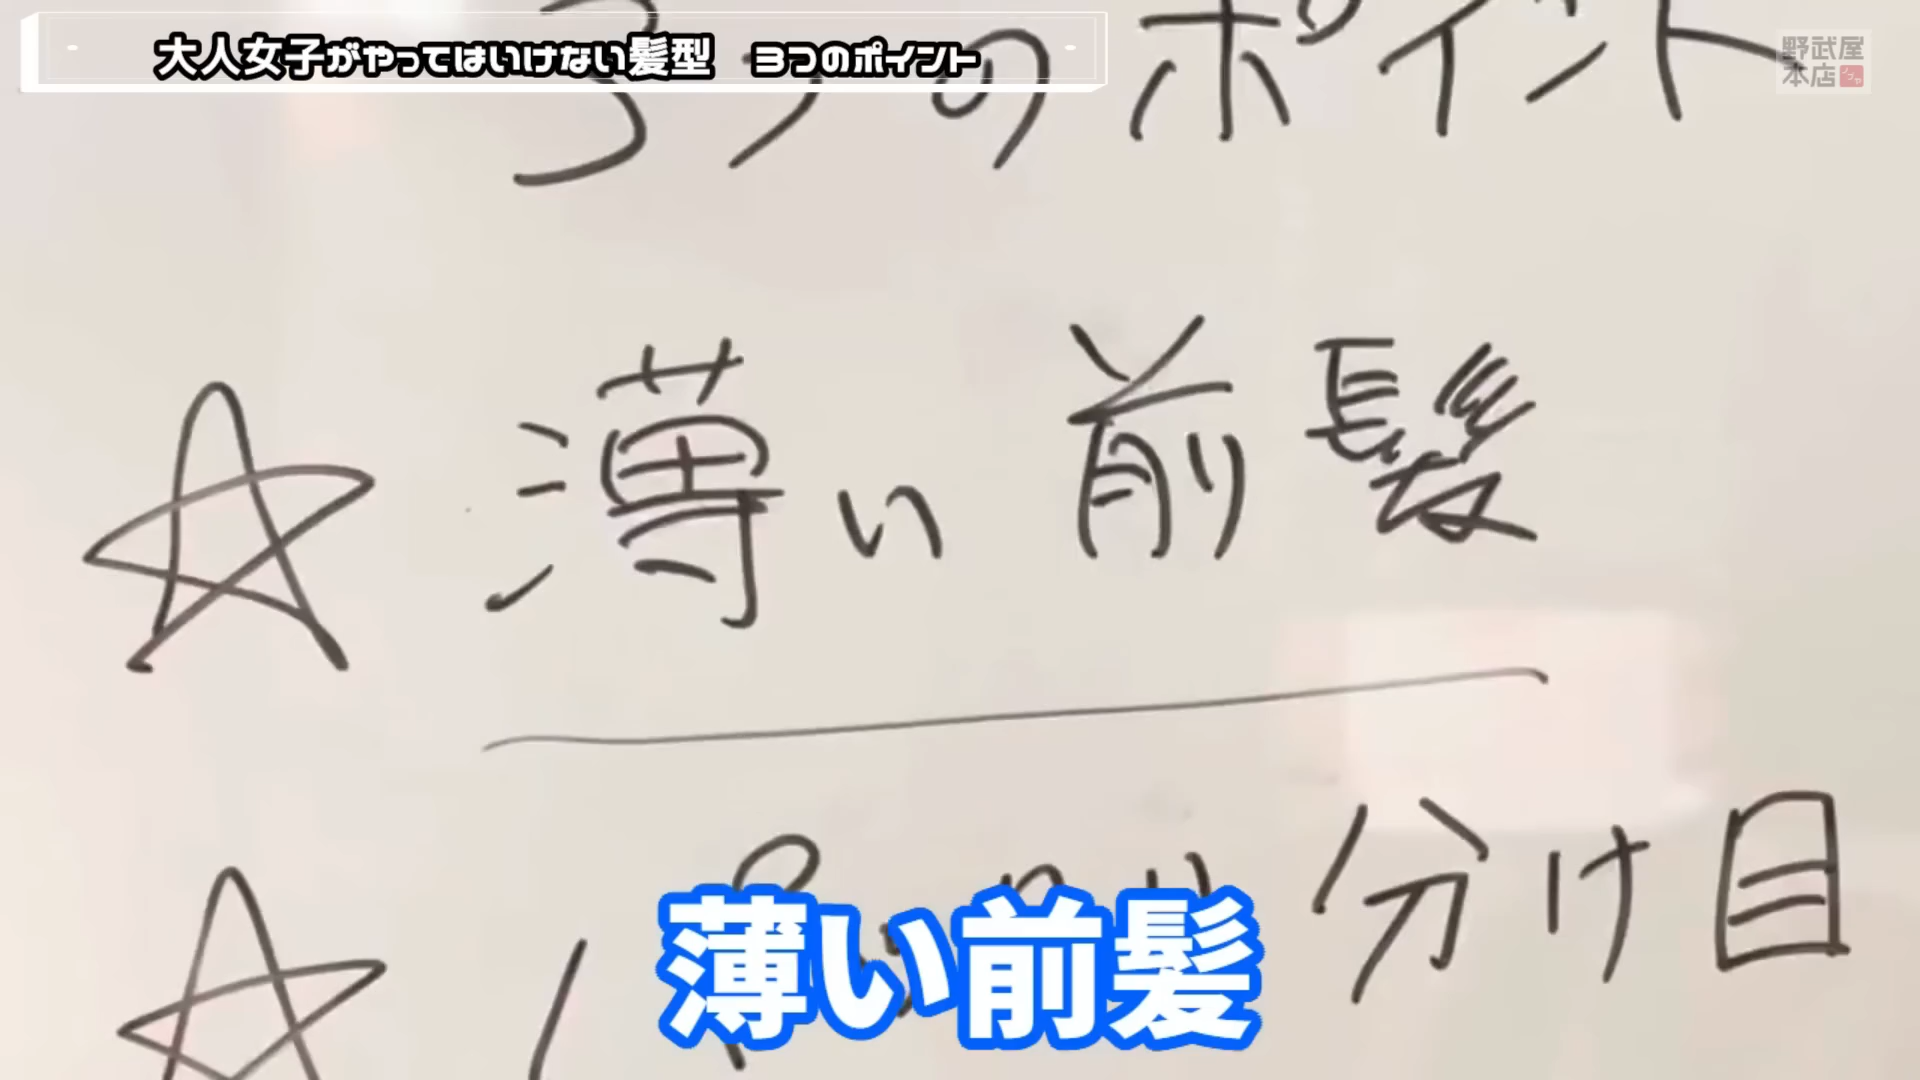 大人女子がやってはいけない髪型 3つのポイント
野武屋
本店
3つのポイント
☆ 薄い前髪
分け目
薄い前髪